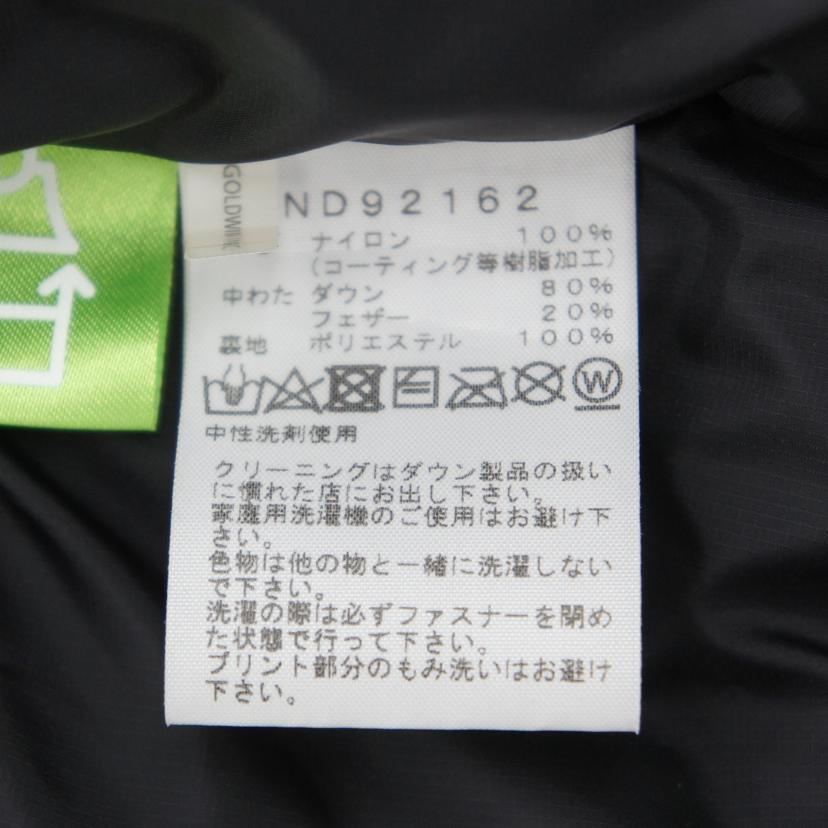 GOLDWIN
ND92162
ナイロン 100%
(コーティング等樹脂加工)
中わた ダウン 80%
フェザー 20%
裏地 ポリエステル 100%
W
中性洗剤使用
クリーニングはダウン製品の扱い
に慣れた店にお出し下さい。
家庭用洗濯機のご使用はお避け下
さい。
色物は他の物と一緒に洗濯しない
で下さい。
洗濯の際は必ずファスナーを閉め
た状態で行って下さい。
プリント部分のもみ洗いはお避け
下さい。